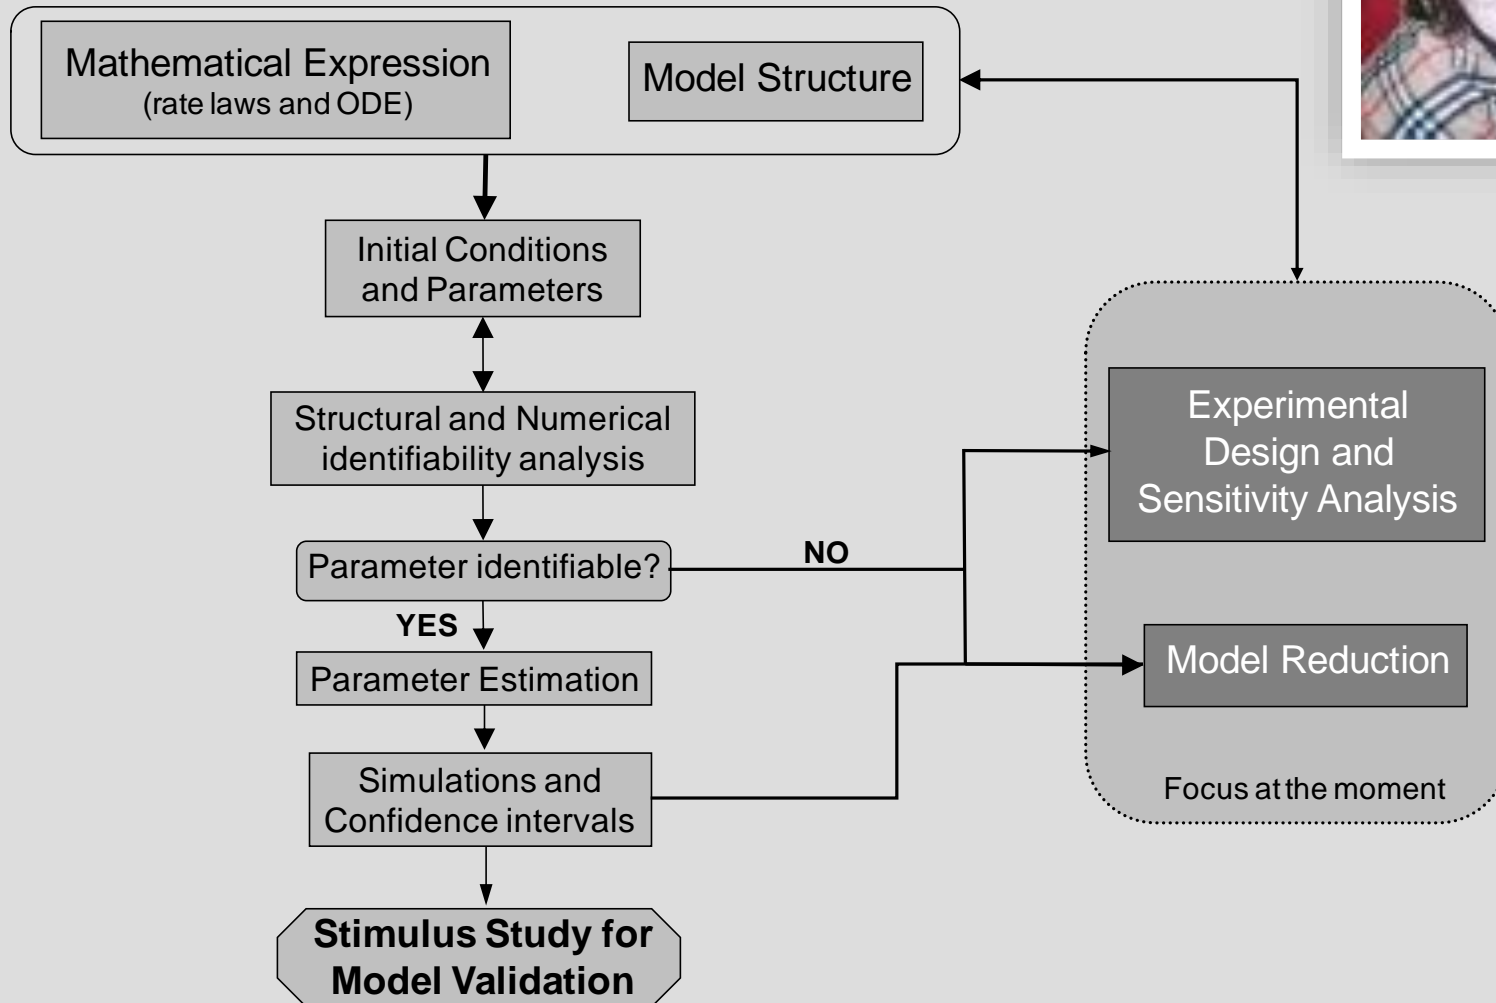 Mathematical Expression
(rate laws and ODE)
Model Structure
Initial Conditions
and Parameters
Structural and Numerical
identifiability analysis
Parameter identifiable?
NO
YES
Parameter Estimation
Simulations and
Confidence intervals
Stimulus Study for
Model Validation
Experimental
Design and
Sensitivity Analysis
Model Reduction
Focus at the moment